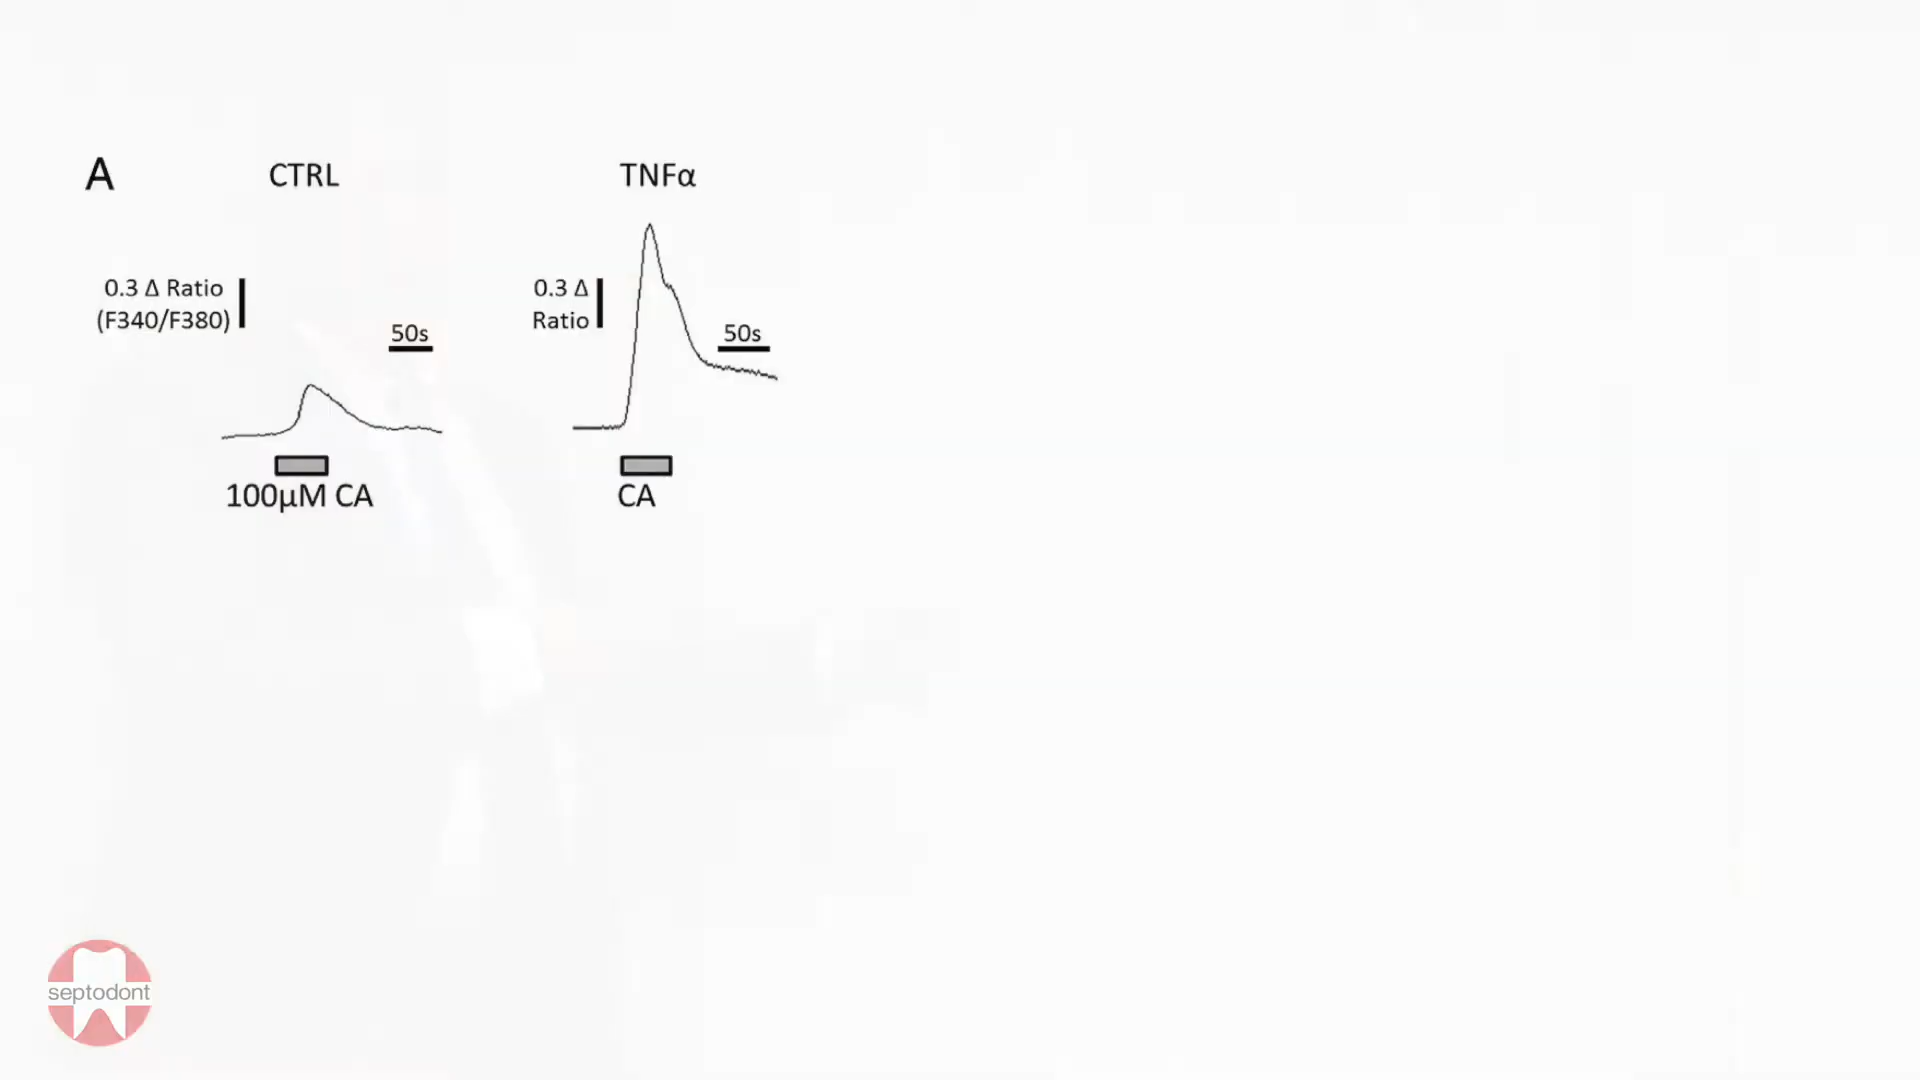 A
CTRL
TNFα
0.3 Δ Ratio
(F340/F380)
50s
0.3 Δ
Ratio
50s
100μM CA
CA
septodont